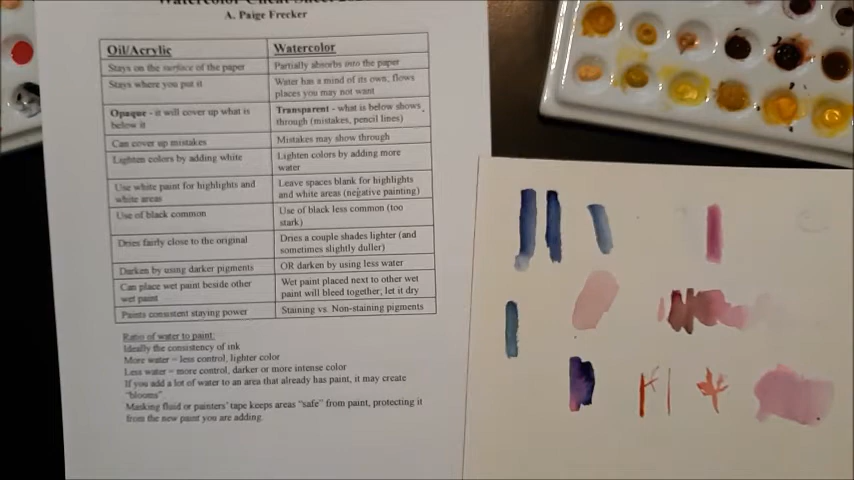 Watercolor Cheat Sheet
A. Paige Frecker
Oil/Acrylic
Watercolor
Stays on the surface of the paper
Partially absorbs into the paper
Stays where you put it
Water has a mind of its own; flows
places you may not want
Opaque - it will cover up what is
below it
Transparent - what is below shows
through (mistakes, pencil lines)
Can cover up mistakes
Mistakes may show through
Lighten colors by adding white
Lighten colors by adding more
water
Use white paint for highlights and
white areas
Leave spaces blank for highlights
and white areas (negative painting)
Use of black common
Use of black less common (too
stark)
Dries fairly close to the original
Dries a couple shades lighter (and
sometimes slightly duller)
Darken by using darker pigments
OR darken by using less water
Can place wet paint beside other
wet paint
Wet paint placed next to other wet
paint will bleed together; let it dry
Paints consistent staying power
Staining vs. Non-staining pigments
Ratio of water to paint:
Ideally the consistency of ink
More water = less control, lighter color
Less water = more control, darker or more intense color
If you add a lot of water to an area that already has paint, it may create
"blooms".
Masking fluid or painters' tape keeps areas "safe" from paint, protecting it
from the new paint you are adding.